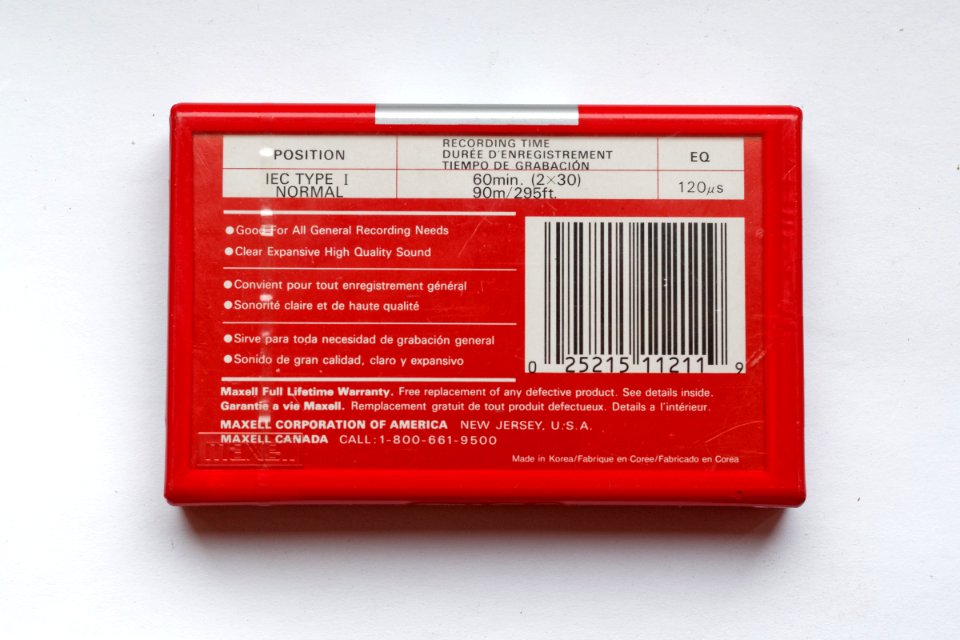 POSITION
RECORDING TIME
DURÉE D'ENREGISTREMENT
TIEMPO DE GRABACIÓN
EQ
IEC TYPE I
NORMAL
60min. (2×30)
90m/295ft.
120μs
●Good For All General Recording Needs
●Clear Expansive High Quality Sound
●Convient pour tout enregistrement général
●Sonorité claire et de haute qualité
●Sirve para toda necesidad de grabación general
●Sonido de gran calidad, claro y expansivo
0 25215 11211 9
Maxell Full Lifetime Warranty. Free replacement of any defective product. See details inside.
Garantie a vie Maxell. Remplacement gratuit de tout produit defectueux. Details a l'intérieur.
MAXELL CORPORATION OF AMERICA NEW JERSEY, U.S.A.
MAXELL CANADA CALL:1-800-661-9500
maxell
Made in Korea/Fabrique en Coree/Fabricado en Corea